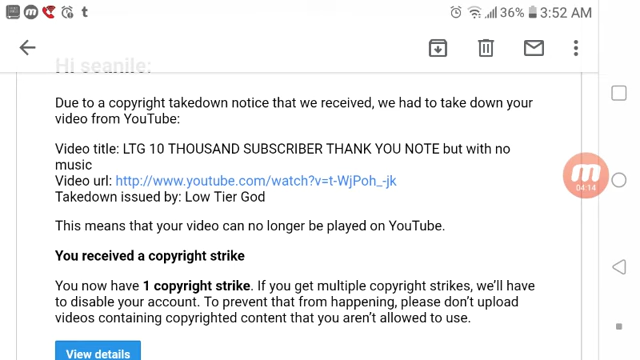 t 36% 3:52 AM
Hi seanile:
Due to a copyright takedown notice that we received, we had to take down your
video from YouTube:
Video title: LTG 10 THOUSAND SUBSCRIBER THANK YOU NOTE but with no
music
Video url: http://www.youtube.com/watch?v=t-WjPoh_-jk
Takedown issued by: Low Tier God
This means that your video can no longer be played on YouTube.
You received a copyright strike
You now have 1 copyright strike. If you get multiple copyright strikes, we'll have
to disable your account. To prevent that from happening, please don't upload
videos containing copyrighted content that you aren't allowed to use.
View details
04:14